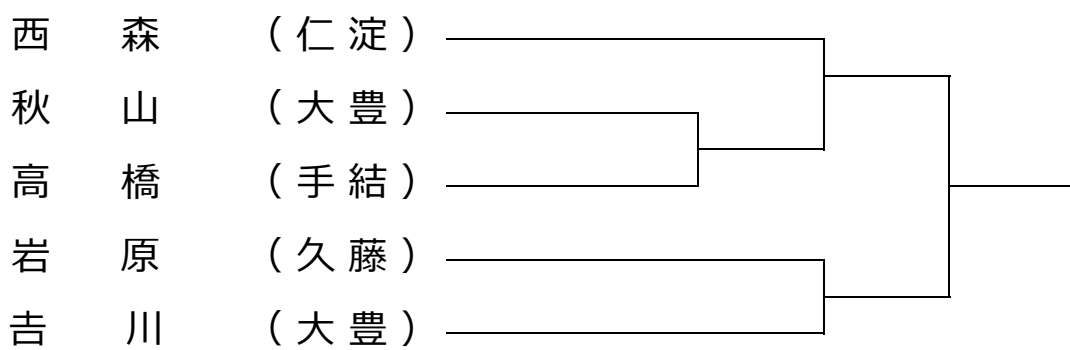 西 森 （仁淀）
秋 山 （大豊）
高 橋 （手結）
岩 原 （久藤）
𠮷 川 （大豊）